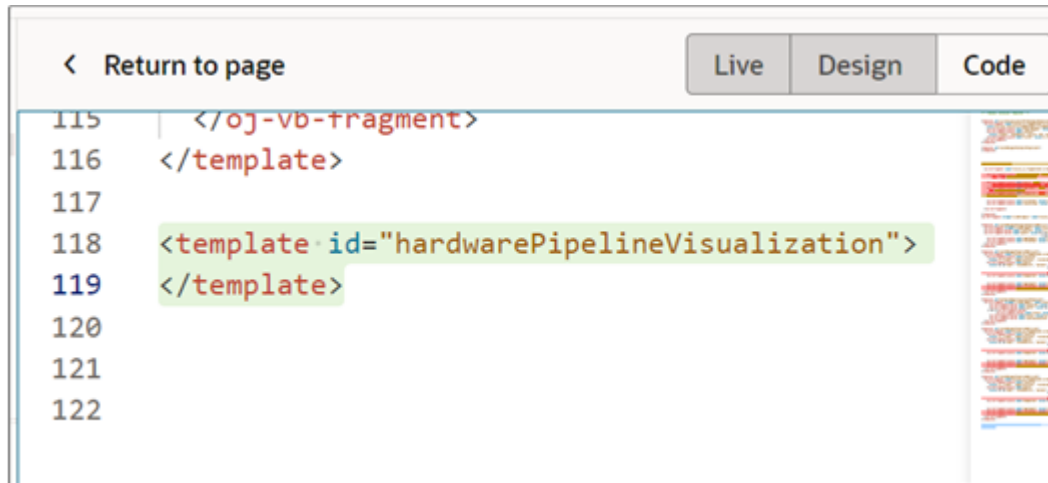 < Return to page Live Design Code
115 </oj-vb-fragment>
116 </template>
117
118 <template id="hardwarePipelineVisualization">
119 </template>
120
121
122